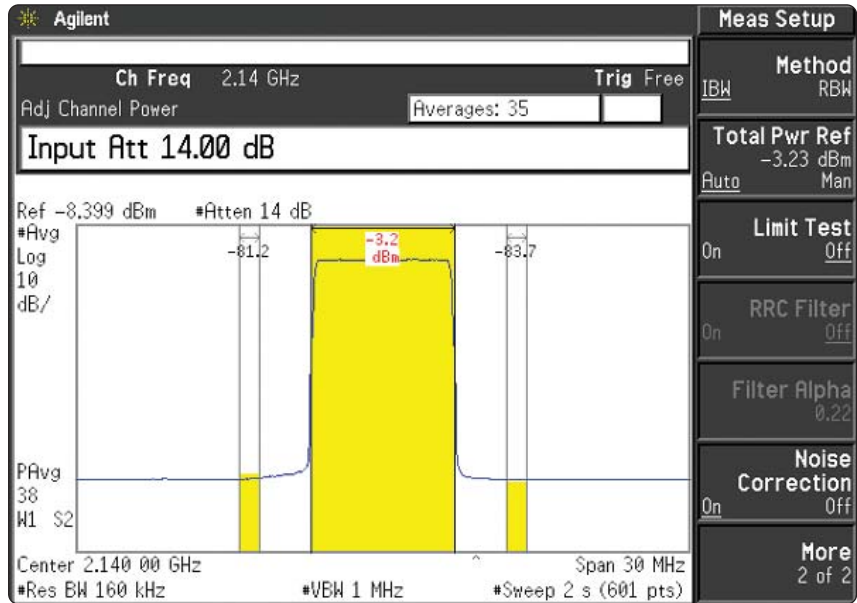 Agilent
Meas Setup
Ch Freq 2.14 GHz Trig Free
Adj Channel Power Averages: 35
Input Att 14.00 dB
Ref -8.399 dBm #Atten 14 dB
#Avg
Log
10
dB/
-81.2
-3.2
dBm
-83.7
PAvg
38
W1 S2
Center 2.140 00 GHz Span 30 MHz
#Res BW 160 kHz #VBW 1 MHz #Sweep 2 s (601 pts)
Method
IBW RBW
Total Pwr Ref
-3.23 dBm
Auto Man
Limit Test
On Off
RRC Filter
On Off
Filter Alpha
0.22
Noise
Correction
On Off
More
2 of 2